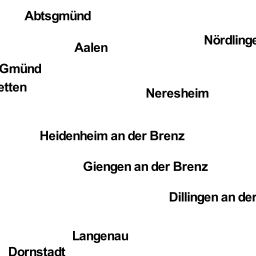 Abtsgmünd
Nördlinge
Aalen
Gmünd
etten
Neresheim
Heidenheim an der Brenz
Giengen an der Brenz
Dillingen an der
Langenau
Dornstadt